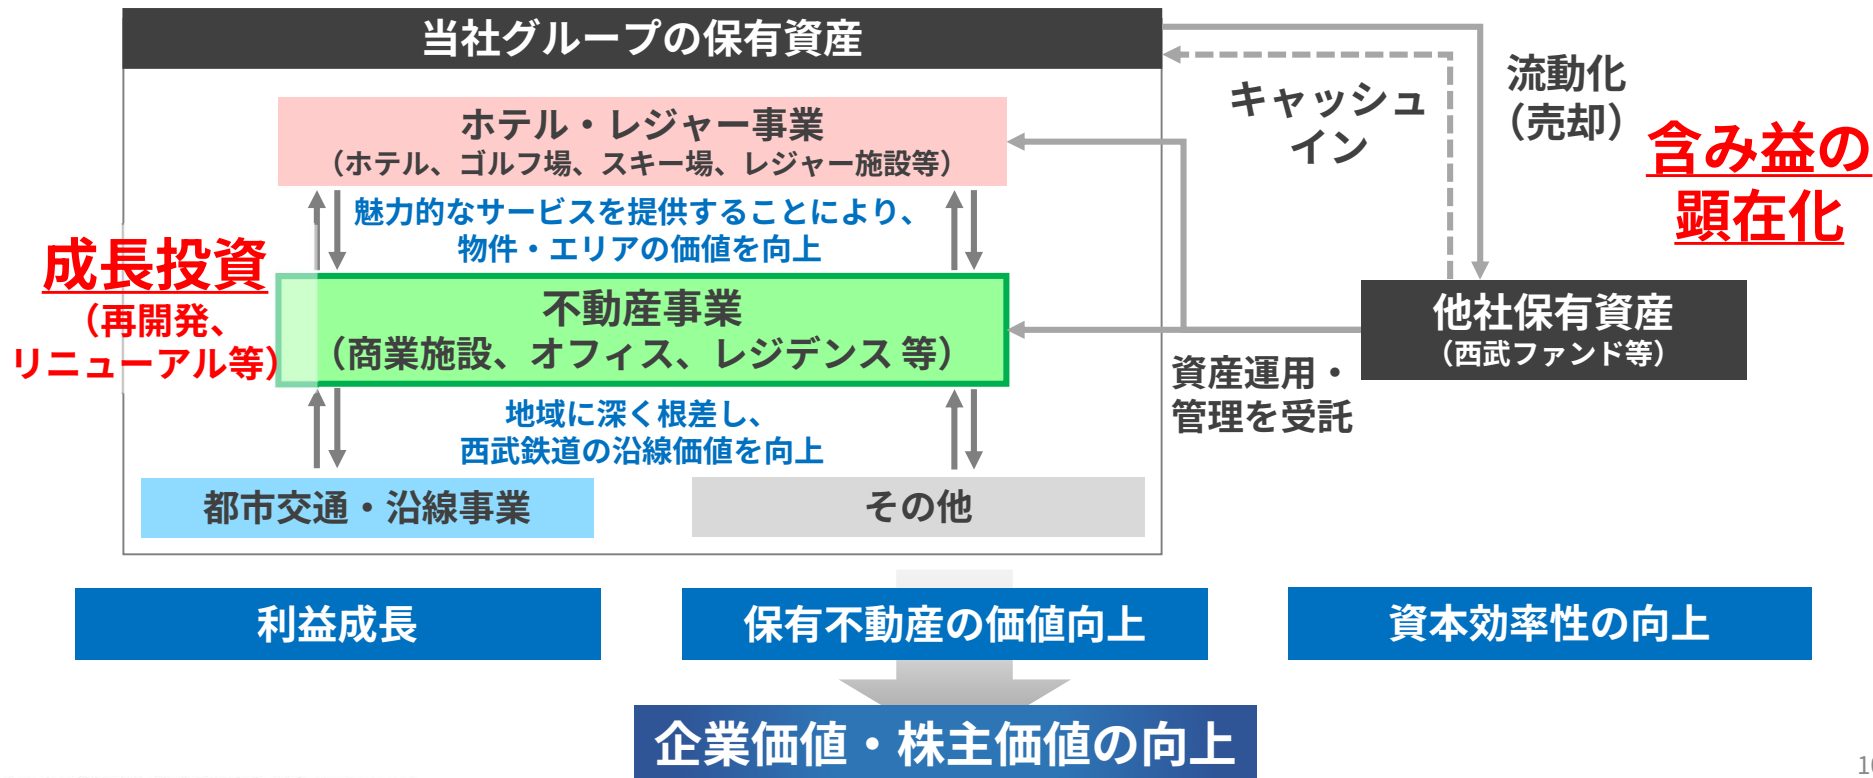 当社グループの保有資産
ホテル・レジャー事業
（ホテル、ゴルフ場、スキー場、レジャー施設等）
魅力的なサービスを提供することにより、
物件・エリアの価値を向上
成長投資
（再開発、
リニューアル等）
不動産事業
（商業施設、オフィス、レジデンス 等）
地域に深く根差し、
西武鉄道の沿線価値を向上
都市交通・沿線事業
その他
キャッシュ
イン
流動化
（売却）
含み益の
顕在化
他社保有資産
（西武ファンド等）
資産運用・
管理を受託
利益成長
保有不動産の価値向上
資本効率性の向上
企業価値・株主価値の向上